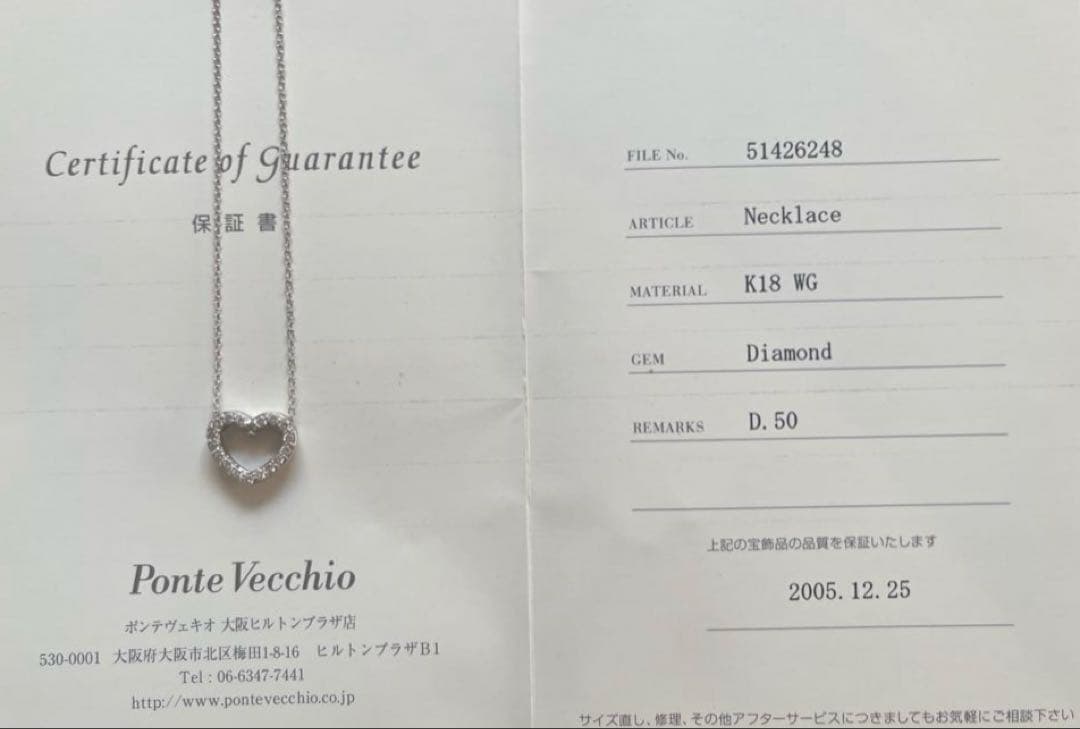 Certificate of Guarantee
保証書
Ponte Vecchio
ポンテヴェキオ 大阪ヒルトンプラザ店
530-0001 大阪府大阪市北区梅田1-8-16 ヒルトンプラザB1
Tel : 06-6347-7441
http://www.pontevecchio.co.jp
FILE No. 51426248
ARTICLE Necklace
MATERIAL K18 WG
GEM Diamond
REMARKS D.50
上記の宝飾品の品質を保証いたします
2005.12.25
サイズ直し、修理、その他アフターサービスにつきましてもお気軽にご相談下さい